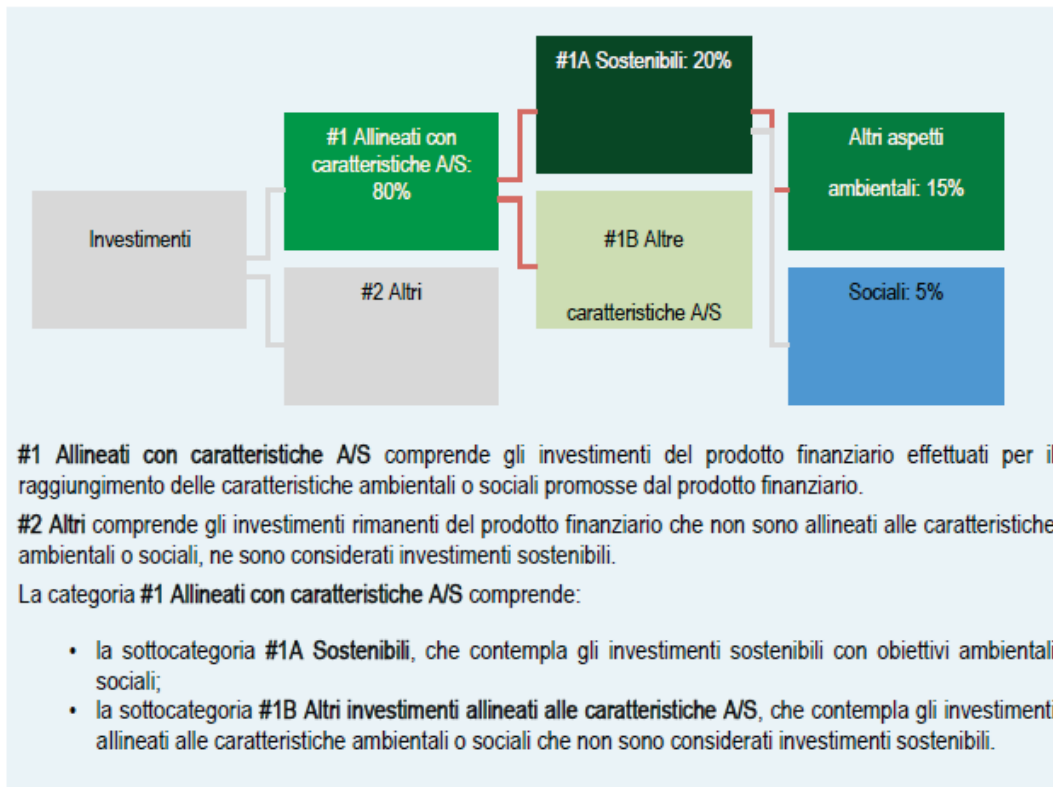 #1A Sostenibili: 20%
#1 Allineati con
caratteristiche A/S:
80%
Altri aspetti
ambientali: 15%
Investimenti
#1B Altre
caratteristiche A/S
#2 Altri
Sociali: 5%
#1 Allineati con caratteristiche A/S comprende gli investimenti del prodotto finanziario effettuati per il
raggiungimento delle caratteristiche ambientali o sociali promosse dal prodotto finanziario.
#2 Altri comprende gli investimenti rimanenti del prodotto finanziario che non sono allineati alle caratteristiche
ambientali o sociali, ne sono considerati investimenti sostenibili.
La categoria #1 Allineati con caratteristiche A/S comprende:
• la sottocategoria #1A Sostenibili, che contempla gli investimenti sostenibili con obiettivi ambientali
sociali;
• la sottocategoria #1B Altri investimenti allineati alle caratteristiche A/S, che contempla gli investimenti
allineati alle caratteristiche ambientali o sociali che non sono considerati investimenti sostenibili.